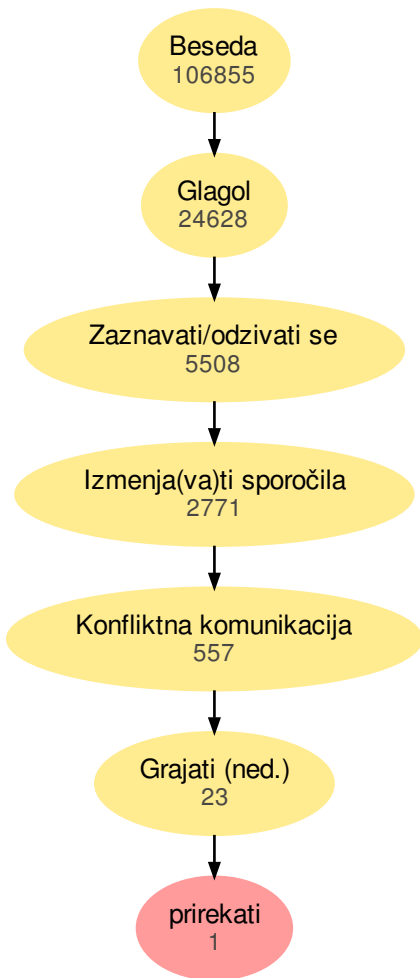 Beseda
106855
Glagol
24628
Zaznavati/odzivati se
5508
Izmenja(va)ti sporočila
2771
Konfliktna komunikacija
557
Grajati (ned.)
23
prirekati
1